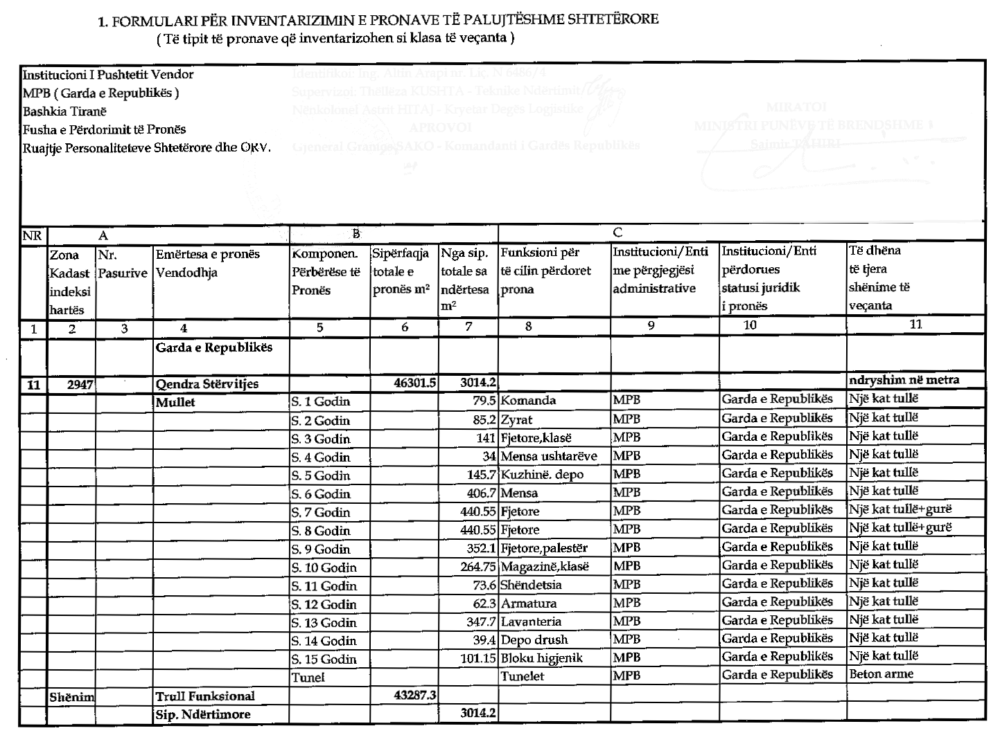 1. FORMULARI PËR INVENTARIZIMIN E PRONAVE TË PALUJTËSHME SHTETËRORE
( Të tipit të pronave që inventarizohen si klasa të veçanta )
Institucioni I Pushtetit Vendor
MPB ( Garda e Republikës )
Bashkia Tiranë
Fusha e Përdorimit të Pronës
Ruajtje Personaliteteve Shtetërore dhe ORV.
Identifikoi: Ing. Altin Arapi nr. Liç. N 6486/4
Supervizoi: Thëllëza KUSHTA - Teknike Ndërtimit
Nënkolonel Astrit HITAJ - Kryetar Degës Logjistike
APROVOI
Gjeneral Gramos SAKO - Komandanti i Gardës Republikës
MIRATOI
MINISTRI PUNËVE TË BRENDSHME
Saimir TAHIRI
NR A B C
Zona Kadast indeksi hartës
Nr. Pasurive
Emërtesa e pronës Vendodhja
Komponen. Përbërëse të Pronës
Sipërfaqja totale e pronës m²
Nga sip. totale sa ndërtesa m²
Funksioni për të cilin përdoret prona
Institucioni/Enti me përgjegjësi administrative
Institucioni/Enti përdorues statusi juridik i pronës
Të dhëna të tjera shënime të veçanta
1 2 3 4 5 6 7 8 9 10 11
Garda e Republikës
11 2947 Qendra Stërvitjes 46301.5 3014.2 ndryshim në metra
Mullet S. 1 Godin 79.5 Komanda MPB Garda e Republikës Një kat tullë
S. 2 Godin 85.2 Zyrat MPB Garda e Republikës Një kat tullë
S. 3 Godin 141 Fjetore,klasë MPB Garda e Republikës Një kat tullë
S. 4 Godin 34 Mensa ushtarëve MPB Garda e Republikës Një kat tullë
S. 5 Godin 145.7 Kuzhinë. depo MPB Garda e Republikës Një kat tullë
S. 6 Godin 406.7 Mensa MPB Garda e Republikës Një kat tullë
S. 7 Godin 440.55 Fjetore MPB Garda e Republikës Një kat tullë+gurë
S. 8 Godin 440.55 Fjetore MPB Garda e Republikës Një kat tullë+gurë
S. 9 Godin 352.1 Fjetore,palestër MPB Garda e Republikës Një kat tullë
S. 10 Godin 264.75 Magazinë,klasë MPB Garda e Republikës Një kat tullë
S. 11 Godin 73.6 Shëndetsia MPB Garda e Republikës Një kat tullë
S. 12 Godin 62.3 Armatura MPB Garda e Republikës Një kat tullë
S. 13 Godin 347.7 Lavanteria MPB Garda e Republikës Një kat tullë
S. 14 Godin 39.4 Depo drush MPB Garda e Republikës Një kat tullë
S. 15 Godin 101.15 Bloku higjenik MPB Garda e Republikës Një kat tullë
Tunel Tunelet MPB Garda e Republikës Beton arme
Shënim Trull Funksional 43287.3
Sip. Ndërtimore 3014.2